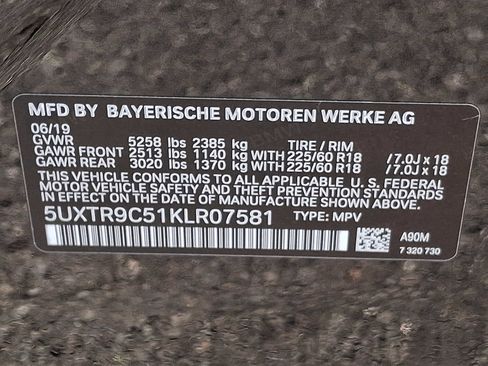 MFD BY BAYERISCHE MOTOREN WERKE AG
06/19
GVWR 5258 lbs 2385 kg TIRE / RIM
GAWR FRONT 2513 lbs 1140 kg WITH 225/60 R18 /7.0J x 18
GAWR REAR 3020 lbs 1370 kg WITH 225/60 R18 /7.0J x 18
THIS VEHICLE CONFORMS TO ALL APPLICABLE U. S. FEDERAL
MOTOR VEHICLE SAFETY AND THEFT PREVENTION STANDARDS
IN EFFECT ON THE DATE OF MANUFACTURE SHOWN ABOVE.
5UXTR9C51KLR07581 TYPE: MPV
A90M
7 320 730